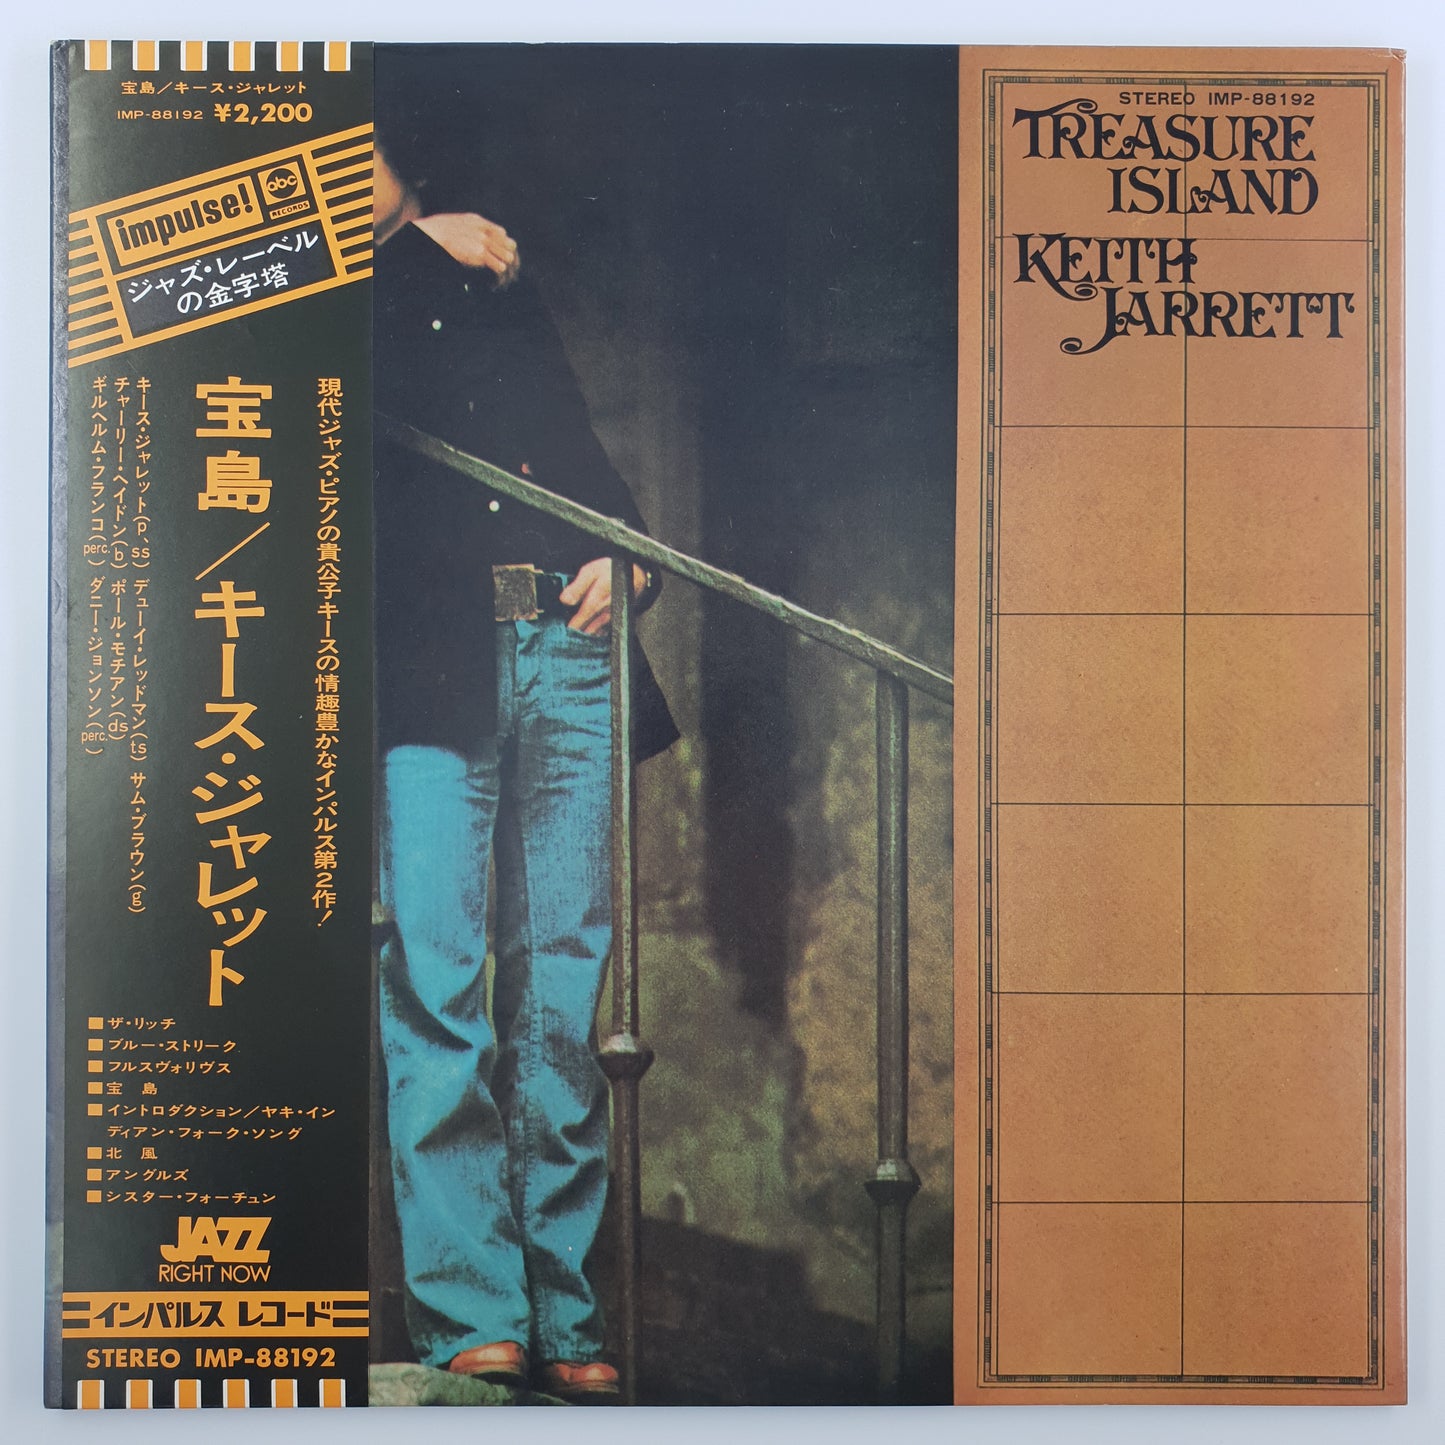 宝島／キース・ジャレット
IMP-88192 ¥2,200
impulse!
abc
RECORDS
ジャズ・レーベル
の金字塔
現代ジャズ・ピアノの貴公子キースの情趣豊かなインパルス第2作！
宝島／キース・ジャレット
キース・ジャレット(p、ss) デューイ・レッドマン(ts) サム・ブラウン(g)
チャーリー・ヘイドン(b) ポール・モチアン(ds)
ギルヘルム・フランコ(perc.) ダニー・ジョンソン(perc.)
■ザ・リッチ
■ブルー・ストリーク
■フルスヴォリヴス
■宝島
■イントロダクション／ヤキ・イン
ディアン・フォーク・ソング
■北風
■アングルズ
■シスター・フォーチュン
JAZZ
RIGHT NOW
インパルス レコード
STEREO IMP-88192
STEREO IMP-88192
TREASURE
ISLAND
KEITH
JARRETT